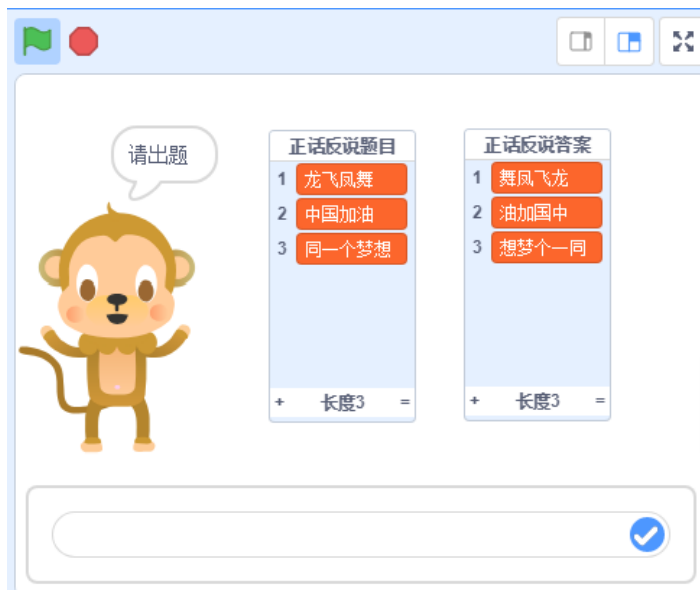 请出题
正话反说题目
1 龙飞凤舞
2 中国加油
3 同一个梦想
+ 长度3 =
正话反说答案
1 舞凤飞龙
2 油加国中
3 想梦个一同
+ 长度3 =